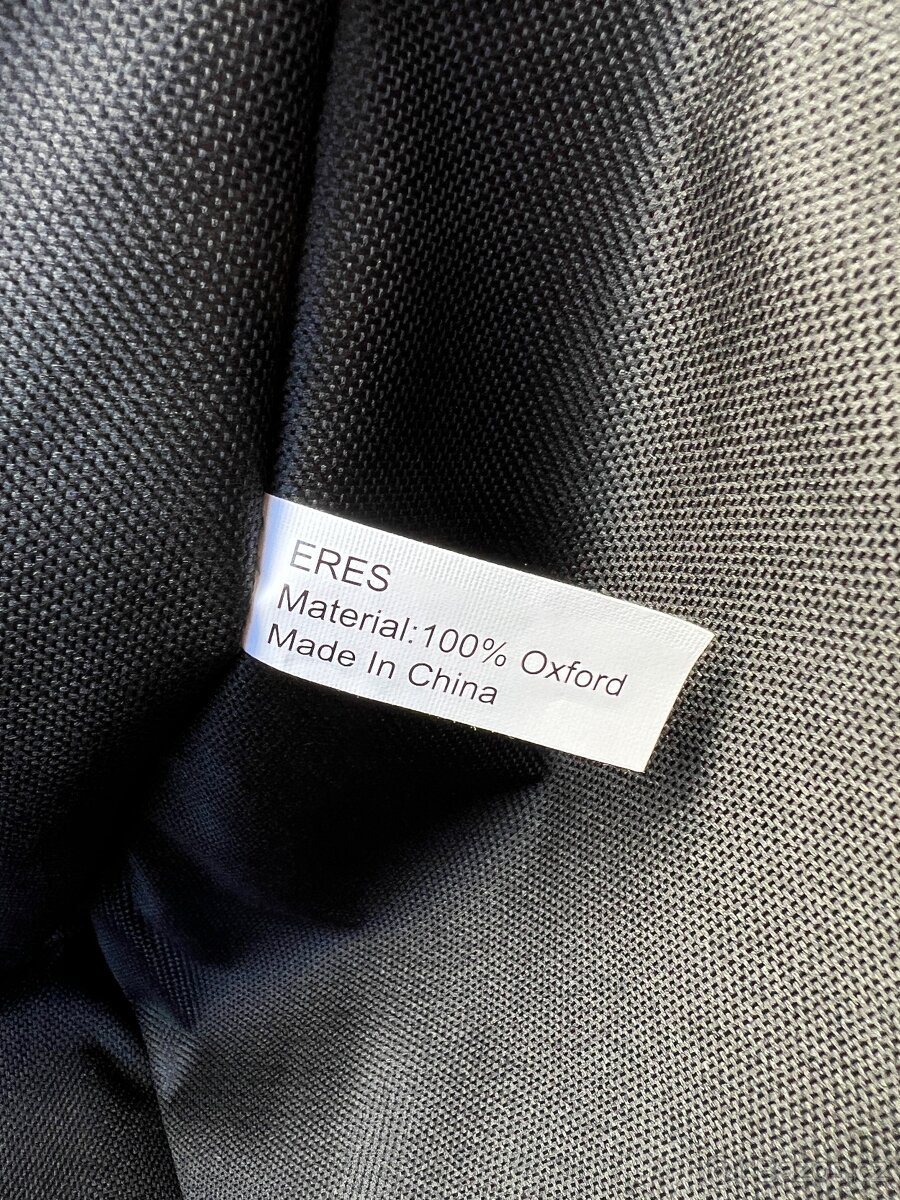 ERES
Material:100% Oxford
Made In China